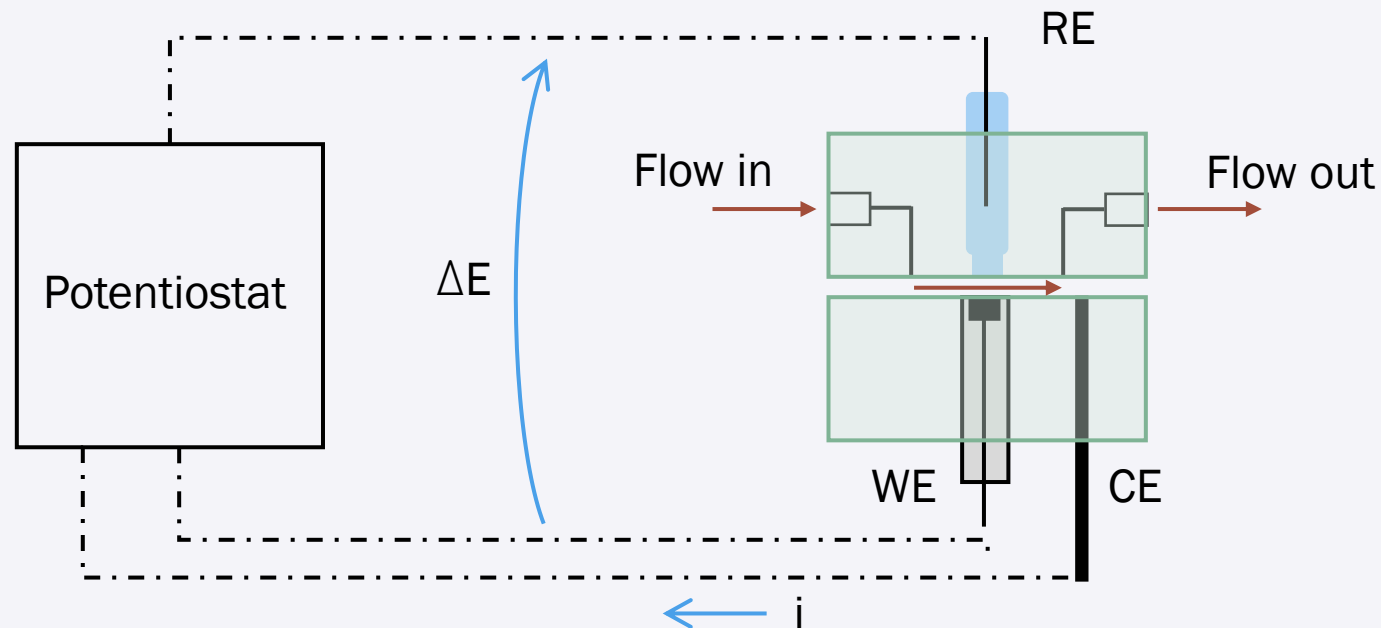 RE
Flow in
Flow out
ΔE
Potentiostat
WE
CE
i